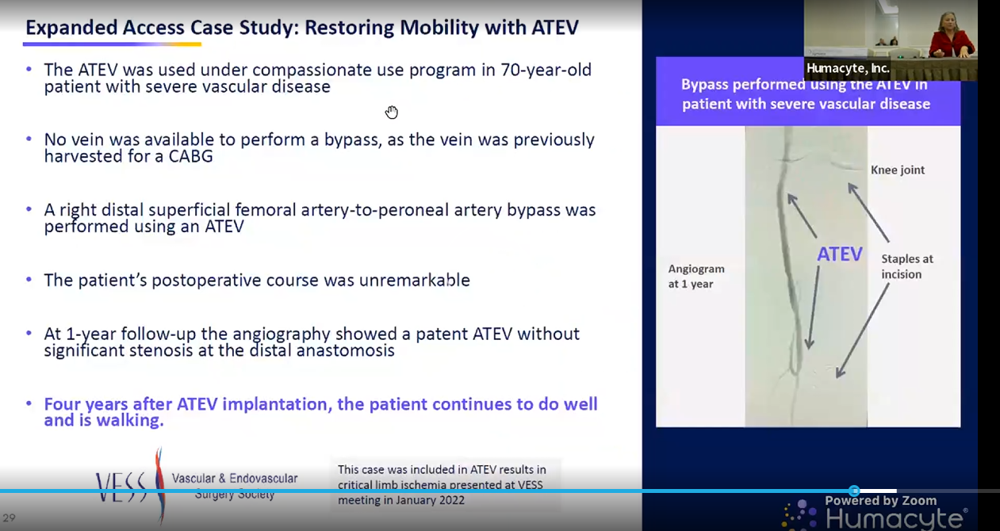 Expanded Access Case Study: Restoring Mobility with ATEV
• The ATEV was used under compassionate use program in 70-year-old
patient with severe vascular disease
• No vein was available to perform a bypass, as the vein was previously
harvested for a CABG
• A right distal superficial femoral artery-to-peroneal artery bypass was
performed using an ATEV
• The patient's postoperative course was unremarkable
• At 1-year follow-up the angiography showed a patent ATEV without
significant stenosis at the distal anastomosis
• Four years after ATEV implantation, the patient continues to do well
and is walking.
VESS
Vascular & Endovascular
Surgery Society
This case was included in ATEV results in
critical limb ischemia presented at VESS
meeting in January 2022
29
Humacyte, Inc.
Bypass performed using the ATEV in
patient with severe vascular disease
Knee joint
ATEV
Staples at
incision
Angiogram
at 1 year
Powered by Zoom
Humacyte®